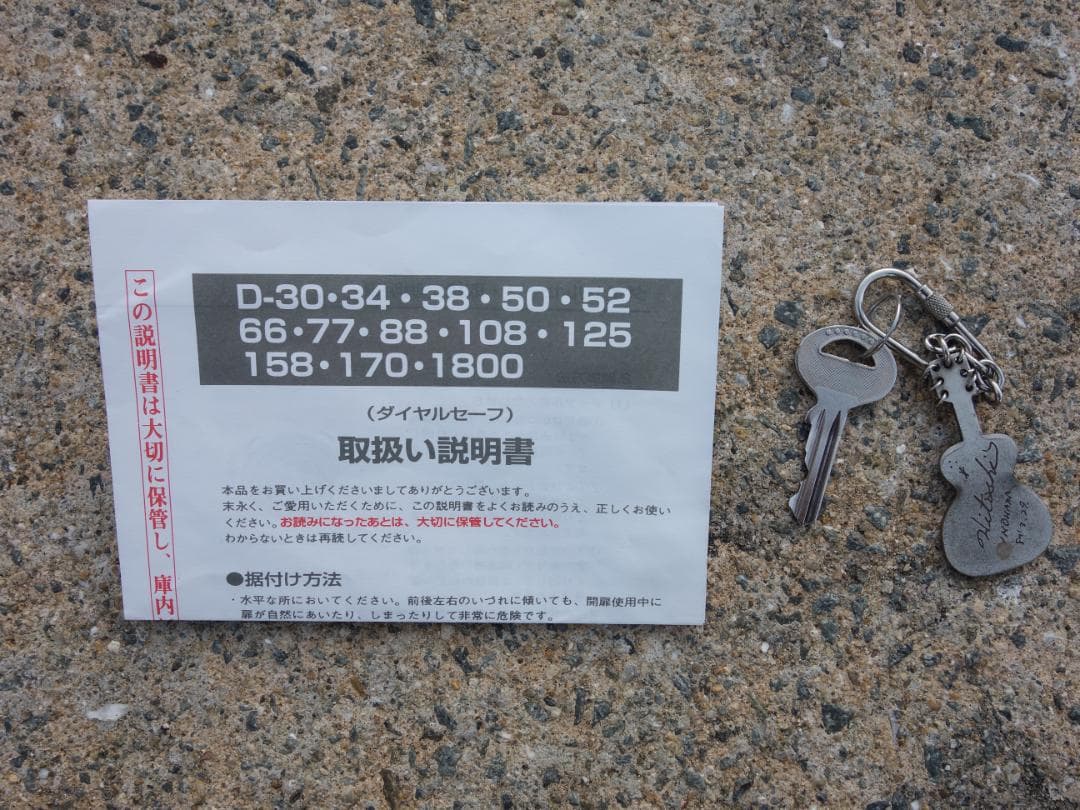 この説明書は大切に保管し、庫内
D-30・34・38・50・52
66・77・88・108・125
158・170・1800
（ダイヤルセーフ）
取扱い説明書
本品をお買い上げくださいましてありがとうございます。
末永く、ご愛用いただくために、この説明書をよくお読みのうえ、正しくお使い
ください。お読みになったあとは、大切に保管してください。
わからないときは再読してください。
●据付け方法
・水平な所においてください。前後左右のいづれに傾いても、開扉使用中に
扉が自然にあいたり、しまったりして非常に危険です。